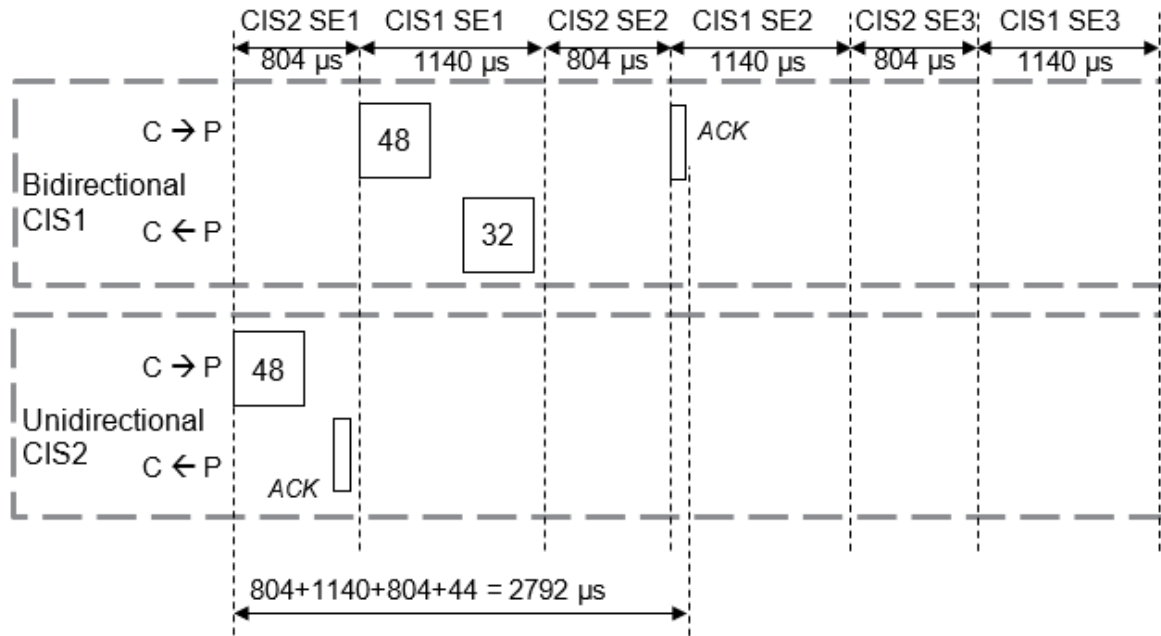 CIS2 SE1 CIS1 SE1 CIS2 SE2 CIS1 SE2 CIS2 SE3 CIS1 SE3
804 µs 1140 µs 804 µs 1140 µs 804 µs 1140 µs
C → P 48 ACK
Bidirectional
CIS1
C ← P 32
C → P 48
Unidirectional
CIS2
C ← P
ACK
804+1140+804+44 = 2792 µs